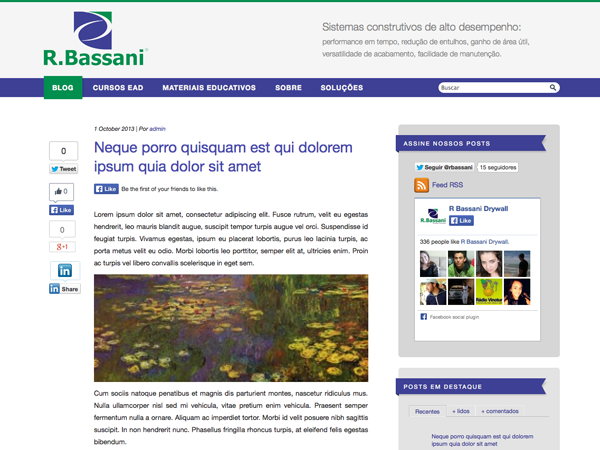 R.Bassani
Sistemas construtivos de alto desempenho:
performance em tempo, redução de entulhos, ganho de área útil,
versatilidade de acabamento, facilidade de manutenção.
BLOG CURSOS EAD MATERIAIS EDUCATIVOS SOBRE SOLUÇÕES
Buscar
0
Tweet
0
Like
0
+1
in
in Share
1 October 2013 | Por admin
Neque porro quisquam est qui dolorem
ipsum quia dolor sit amet
Like Be the first of your friends to like this.
Lorem ipsum dolor sit amet, consectetur adipiscing elit. Fusce rutrum, velit eu egestas
hendrerit, leo mauris blandit augue, suscipit tempor turpis augue vel orci. Suspendisse id
feugiat turpis. Vivamus egestas, ipsum eu placerat lobortis, purus leo lacinia turpis, ac
porta metus velit eu odio. Morbi lobortis leo porttitor, semper elit at, ultricies enim. Proin
ac turpis vel libero convallis scelerisque in eget sem.
Cum sociis natoque penatibus et magnis dis parturient montes, nascetur ridiculus mus.
Nulla ullamcorper nisl sed mi vehicula, vitae pretium enim vehicula. Praesent semper
fermentum nulla a ornare. Aliquam ac imperdiet tortor. Morbi id velit posuere nibh sagittis
suscipit. In non hendrerit nunc. Phasellus fringilla rhoncus turpis, at eleifend felis egestas
bibendum.
ASSINE NOSSOS POSTS
Seguir @rbassani 15 seguidores
Feed RSS
R Bassani Drywall
Like
336 people like R Bassani Drywall.
Facebook social plugin
POSTS EM DESTAQUE
Recentes + lidos + comentados
Neque porro quisquam est qui dolorem
ipsum quia dolor sit amet